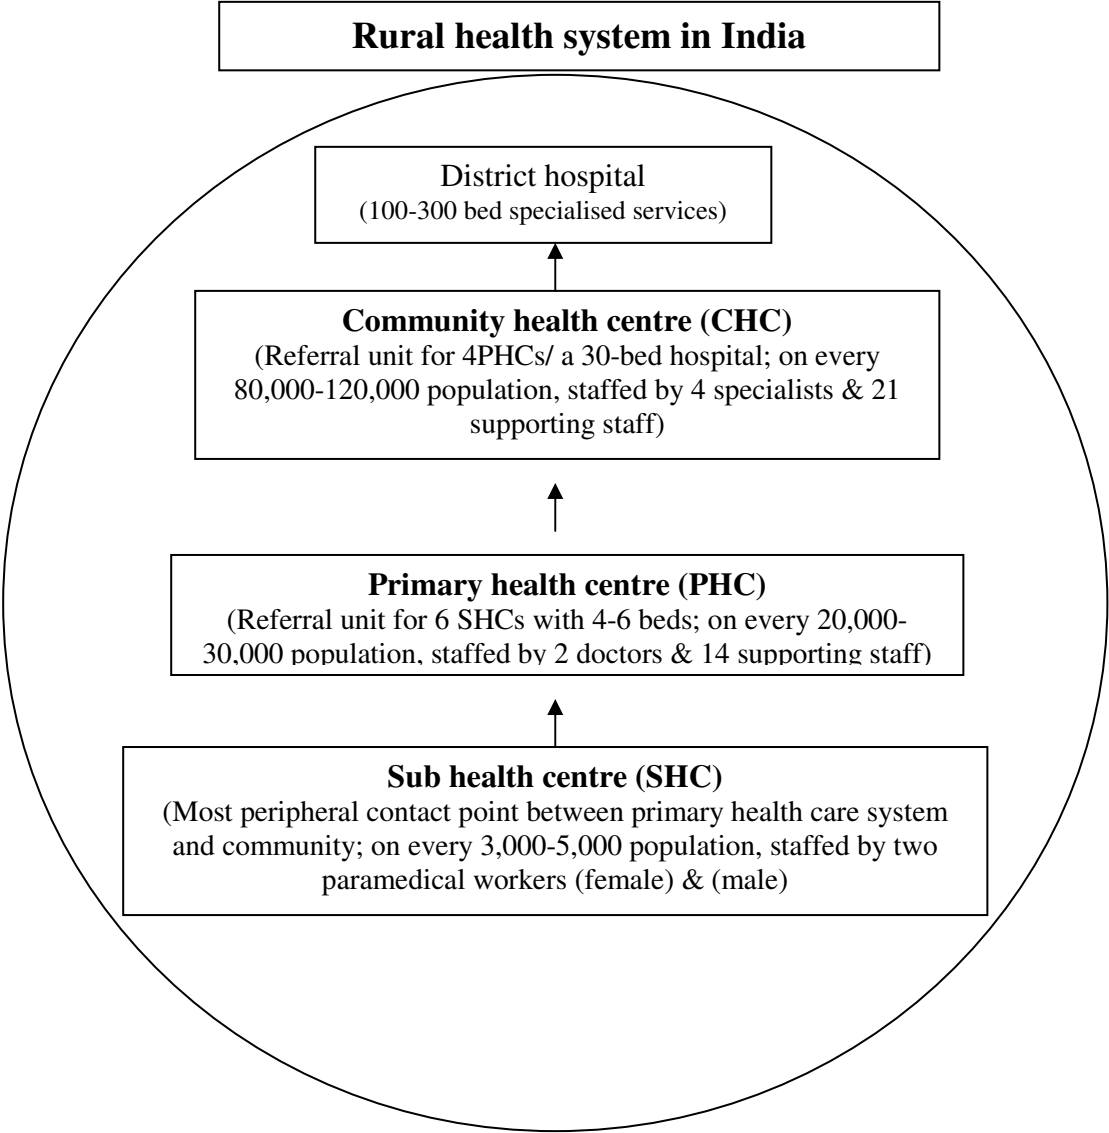 Rural health system in India
District hospital
(100-300 bed specialised services)
Community health centre (CHC)
(Referral unit for 4PHCs/ a 30-bed hospital; on every
80,000-120,000 population, staffed by 4 specialists & 21
supporting staff)
Primary health centre (PHC)
(Referral unit for 6 SHCs with 4-6 beds; on every 20,000-
30,000 population, staffed by 2 doctors & 14 supporting staff)
Sub health centre (SHC)
(Most peripheral contact point between primary health care system
and community; on every 3,000-5,000 population, staffed by two
paramedical workers (female) & (male)